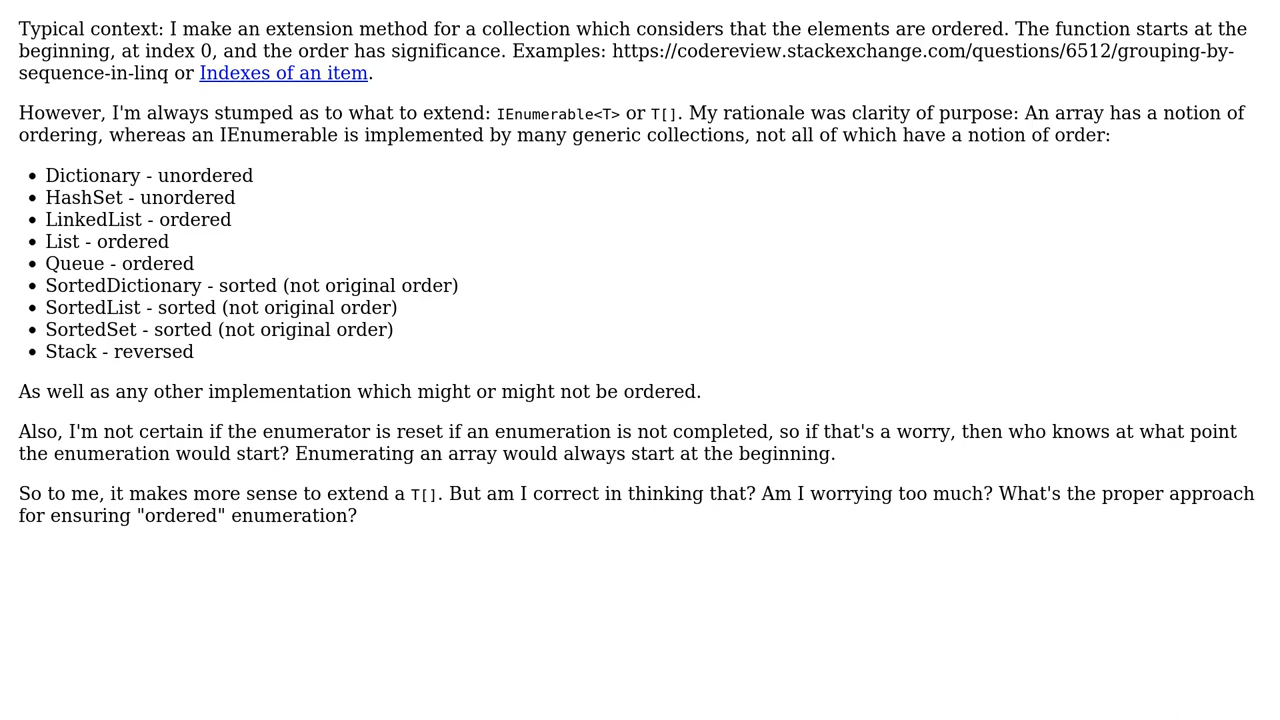 Typical context: I make an extension method for a collection which considers that the elements are ordered. The function starts at the
beginning, at index 0, and the order has significance. Examples: https://codereview.stackexchange.com/questions/6512/grouping-by-
sequence-in-linq or Indexes of an item.
However, I'm always stumped as to what to extend: IEnumerable<T> or T[]. My rationale was clarity of purpose: An array has a notion of
ordering, whereas an IEnumerable is implemented by many generic collections, not all of which have a notion of order:
• Dictionary - unordered
• HashSet - unordered
• LinkedList - ordered
• List - ordered
• Queue - ordered
• SortedDictionary - sorted (not original order)
• SortedList - sorted (not original order)
• SortedSet - sorted (not original order)
• Stack - reversed
As well as any other implementation which might or might not be ordered.
Also, I'm not certain if the enumerator is reset if an enumeration is not completed, so if that's a worry, then who knows at what point
the enumeration would start? Enumerating an array would always start at the beginning.
So to me, it makes more sense to extend a T[]. But am I correct in thinking that? Am I worrying too much? What's the proper approach
for ensuring "ordered" enumeration?